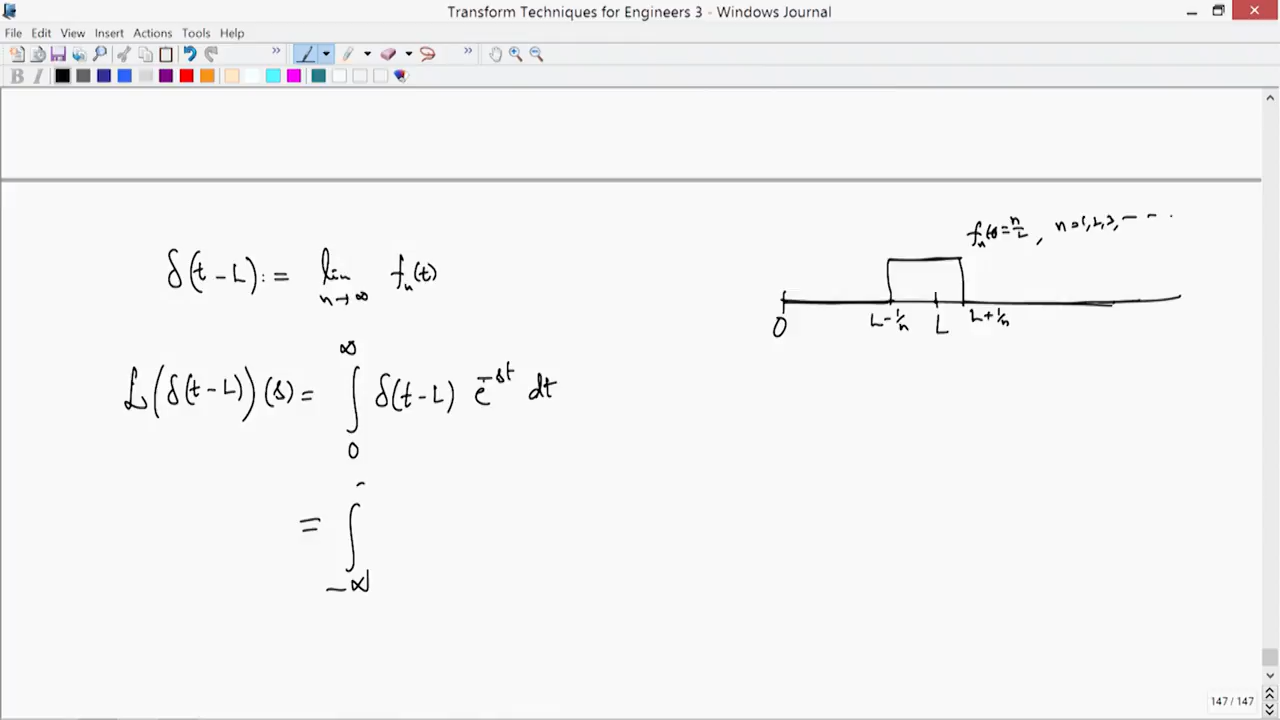 Transform Techniques for Engineers 3 - Windows Journal
File Edit View Insert Actions Tools Help
B I
fₙ(t) = n/2, n=1,2,3,- - .
δ(t-L) := lim n→∞ fₙ(t)
0 L-1/n L L+1/n
ℒ(δ(t-L))(s) = ∫₀^∞ δ(t-L) e^-st dt
= ∫_-∞
147 / 147